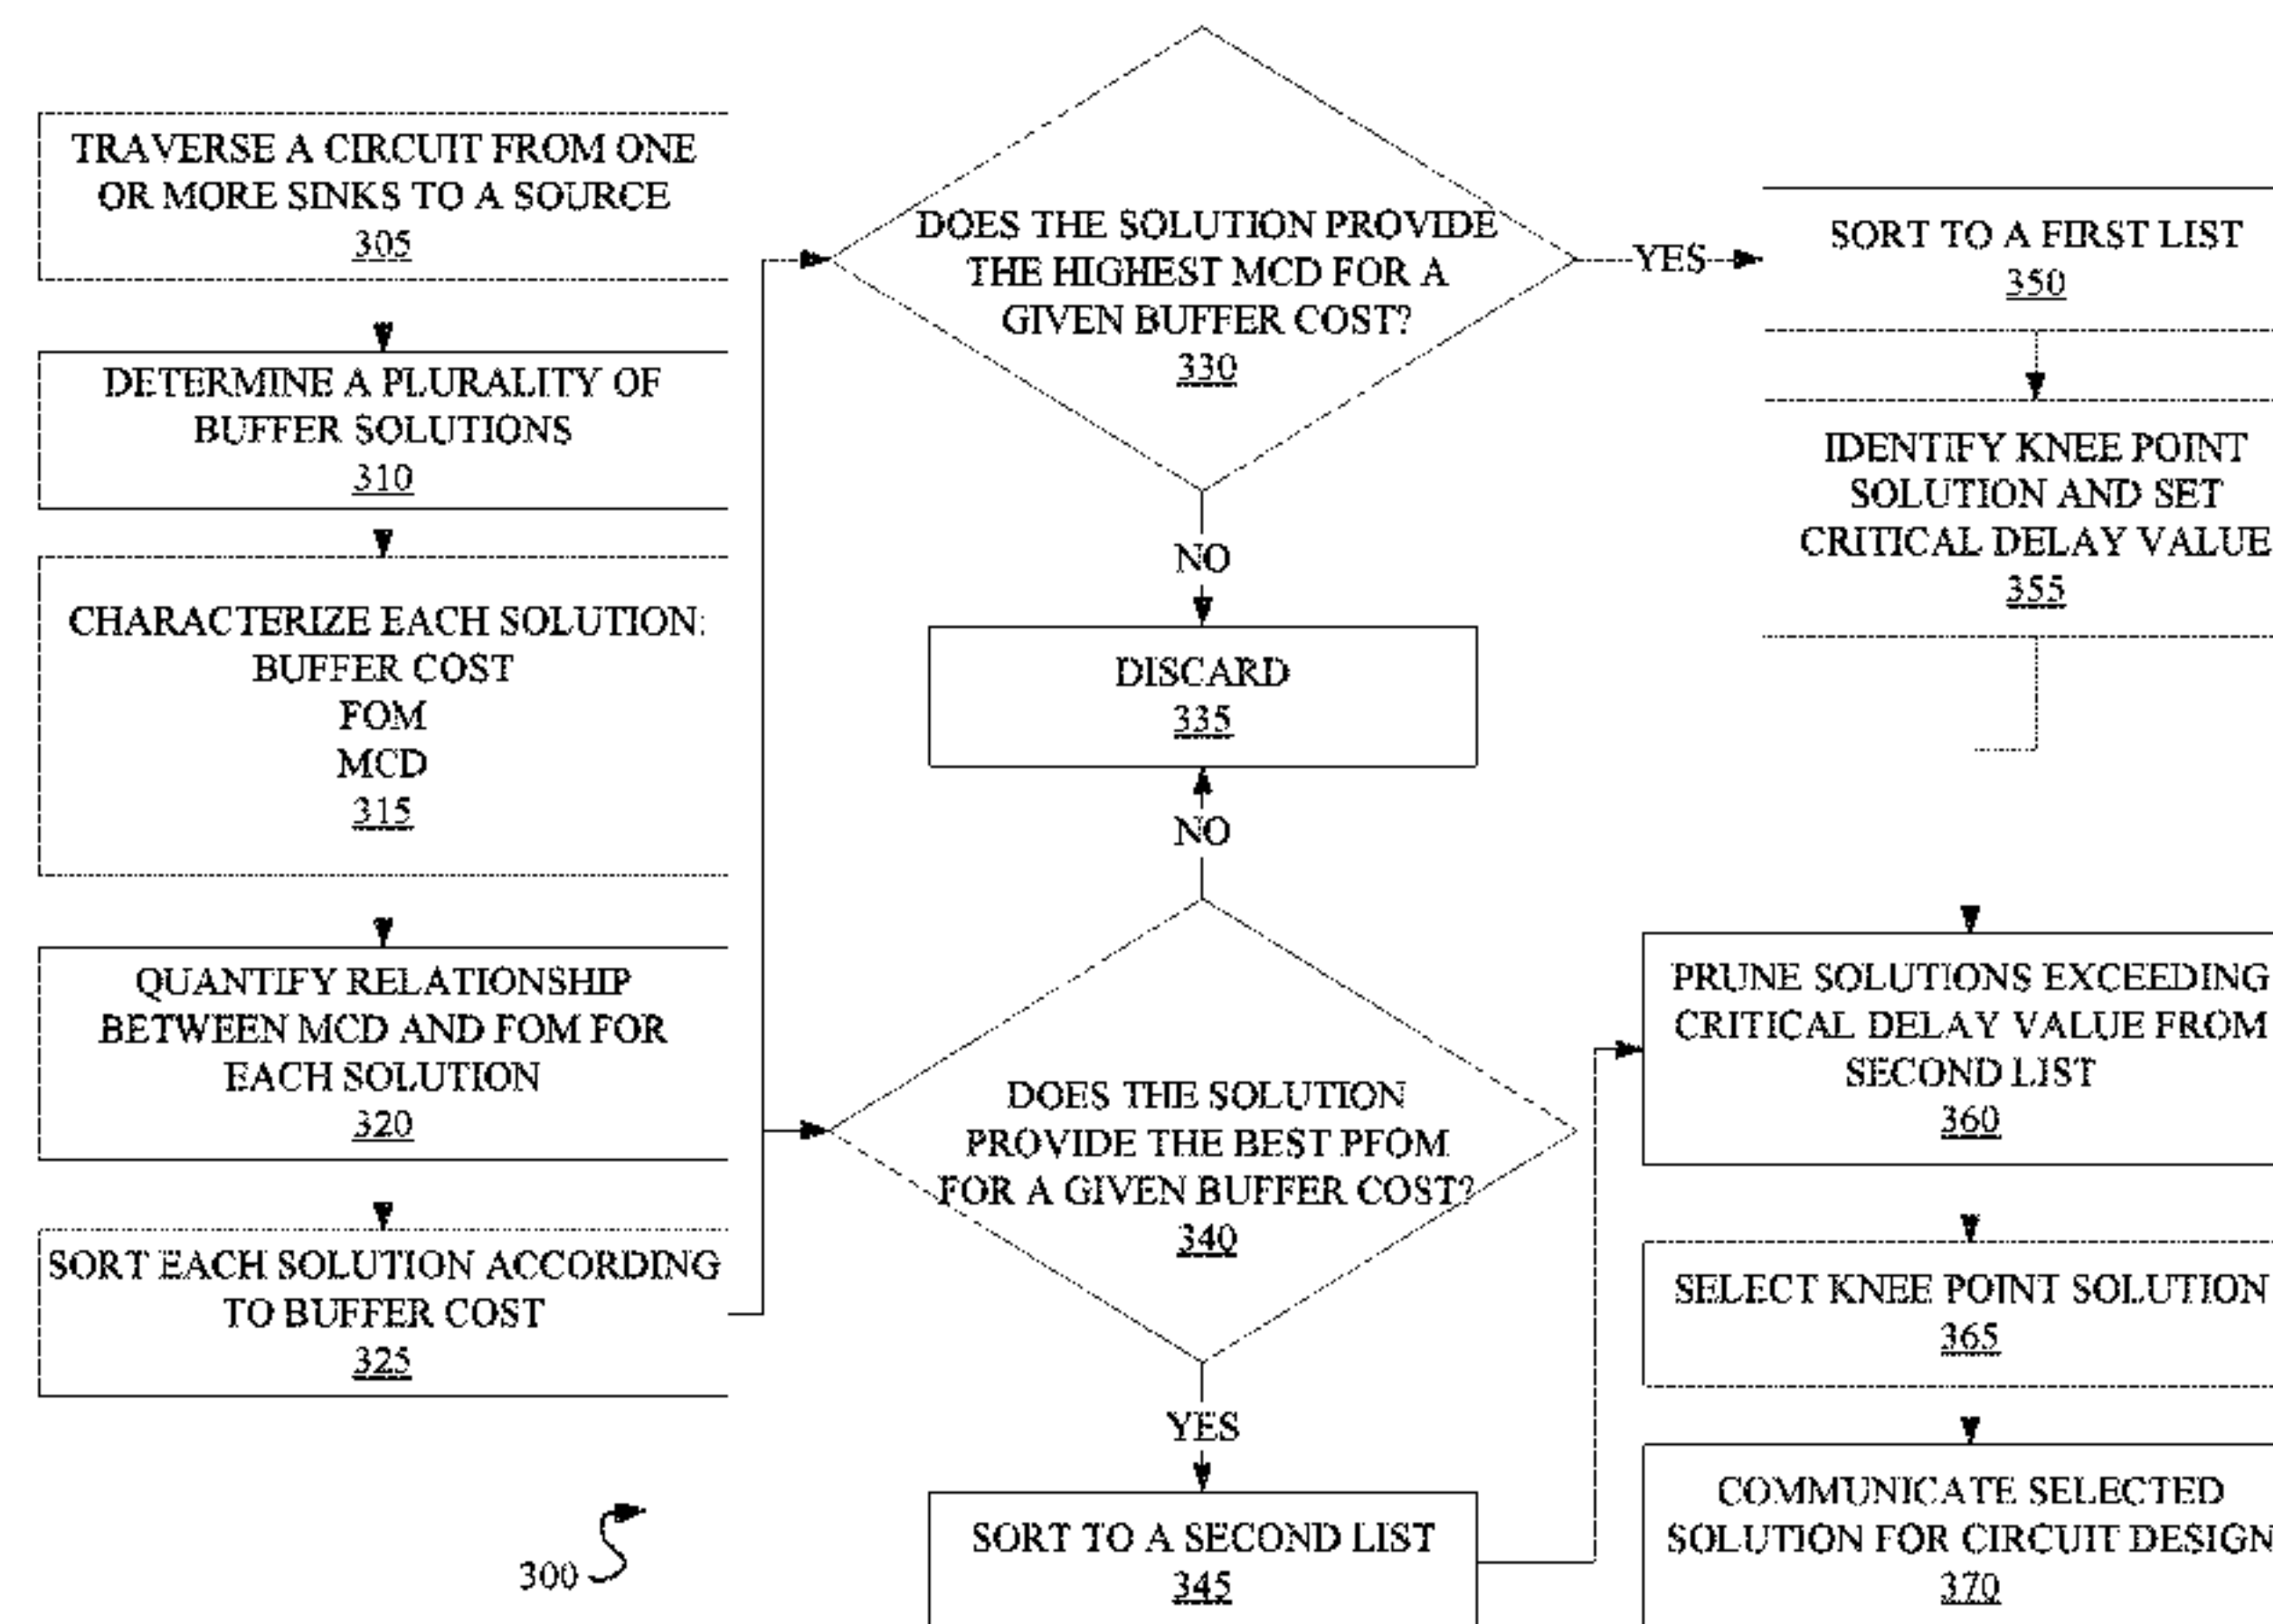 TRAVERSE A CIRCUIT FROM ONE
OR MORE SINKS TO A SOURCE
305
DETERMINE A PLURALITY OF
BUFFER SOLUTIONS
310
CHARACTERIZE EACH SOLUTION:
BUFFER COST
FOM
MCD
315
QUANTIFY RELATIONSHIP
BETWEEN MCD AND FOM FOR
EACH SOLUTION
320
SORT EACH SOLUTION ACCORDING
TO BUFFER COST
325
DOES THE SOLUTION PROVIDE
THE HIGHEST MCD FOR A
GIVEN BUFFER COST?
330
YES
NO
DISCARD
335
NO
DOES THE SOLUTION
PROVIDE THE BEST PFOM
FOR A GIVEN BUFFER COST?
340
YES
SORT TO A SECOND LIST
345
SORT TO A FIRST LIST
350
IDENTIFY KNEE POINT
SOLUTION AND SET
CRITICAL DELAY VALUE
355
PRUNE SOLUTIONS EXCEEDING
CRITICAL DELAY VALUE FROM
SECOND LIST
360
SELECT KNEE POINT SOLUTION
365
COMMUNICATE SELECTED
SOLUTION FOR CIRCUIT DESIGN
370
300